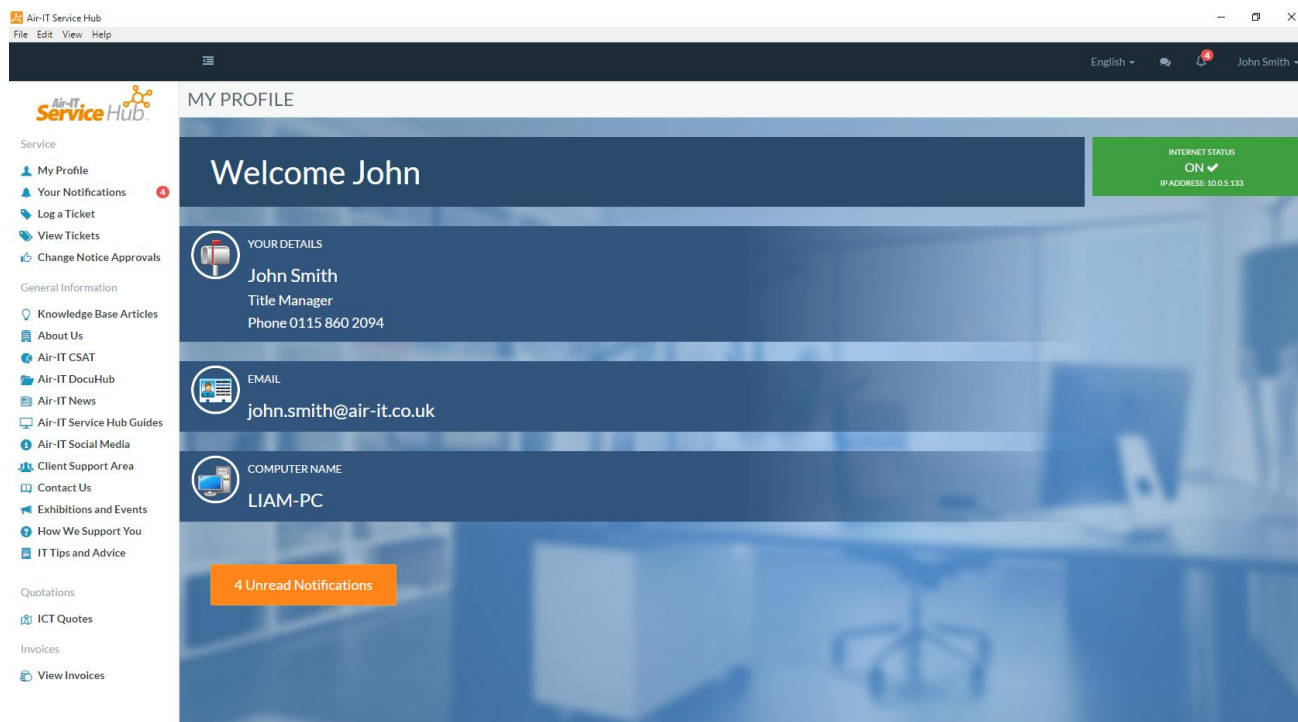 Air-IT Service Hub
File Edit View Help
English
4
John Smith
Air-IT
Service Hub
MY PROFILE
Service
My Profile
Your Notifications 4
Log a Ticket
View Tickets
Change Notice Approvals
General Information
Knowledge Base Articles
About Us
Air-IT CSAT
Air-IT DocuHub
Air-IT News
Air-IT Service Hub Guides
Air-IT Social Media
Client Support Area
Contact Us
Exhibitions and Events
How We Support You
IT Tips and Advice
Quotations
ICT Quotes
Invoices
View Invoices
Welcome John
INTERNET STATUS
ON
IP ADDRESS: 10.0.5.133
YOUR DETAILS
John Smith
Title Manager
Phone 0115 860 2094
EMAIL
john.smith@air-it.co.uk
COMPUTER NAME
LIAM-PC
4 Unread Notifications